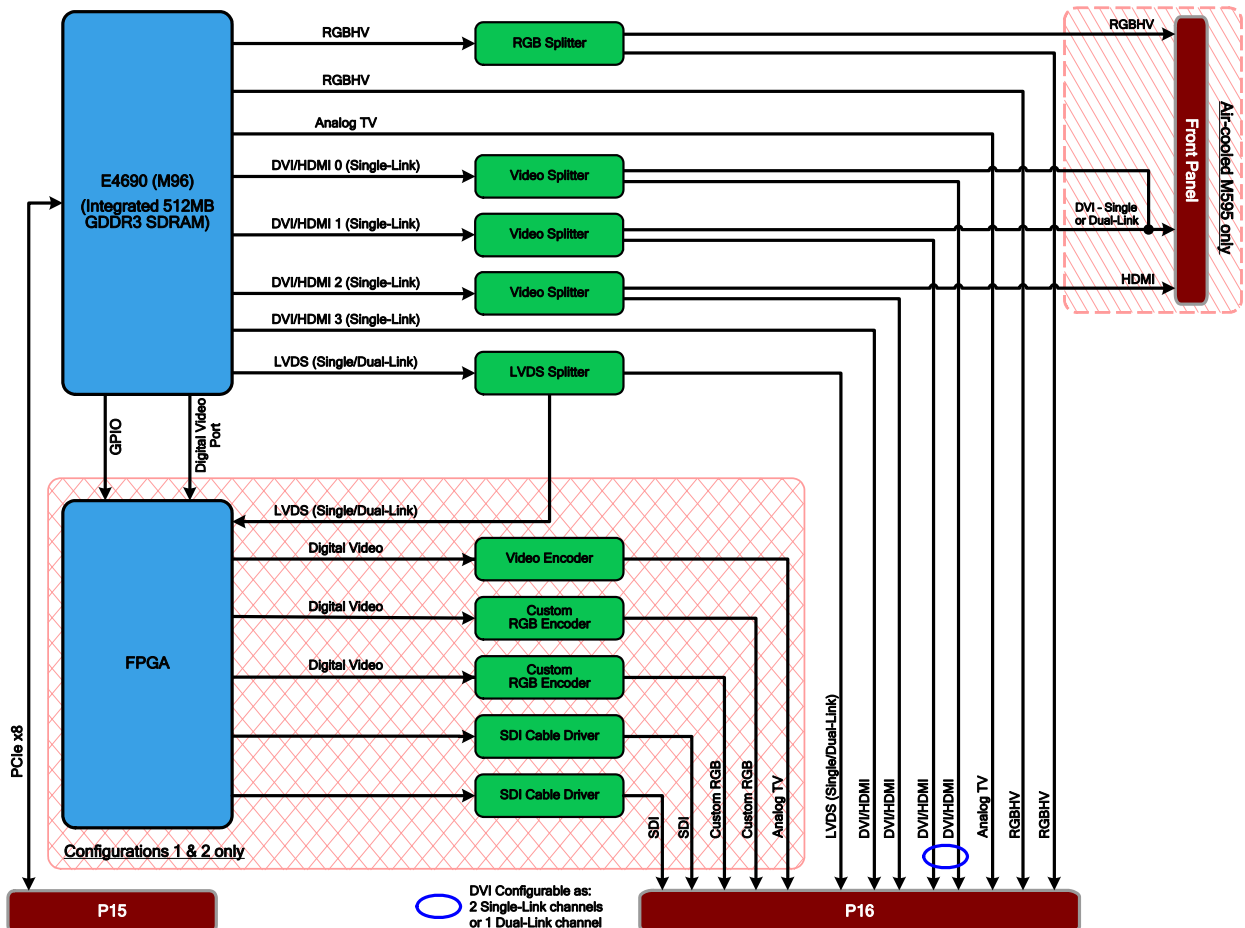 RGBHV
RGB Splitter
RGBHV
RGBHV
Analog TV
DVI/HDMI 0 (Single-Link)
Video Splitter
E4690 (M96)
(Integrated 512MB
GDDR3 SDRAM)
DVI/HDMI 1 (Single-Link)
Video Splitter
DVI - Single
or Dual-Link
DVI/HDMI 2 (Single-Link)
Video Splitter
HDMI
Front Panel
Air-cooled M595 only
DVI/HDMI 3 (Single-Link)
LVDS (Single/Dual-Link)
LVDS Splitter
GPIO
Digital Video
Port
LVDS (Single/Dual-Link)
Digital Video
Video Encoder
Digital Video
Custom
RGB Encoder
FPGA
Digital Video
Custom
RGB Encoder
SDI Cable Driver
SDI Cable Driver
PCIe x8
Configurations 1 & 2 only
SDI
SDI
Custom RGB
Custom RGB
Analog TV
LVDS (Single/Dual-Link)
DVI/HDMI
DVI/HDMI
DVI/HDMI
DVI/HDMI
Analog TV
RGBHV
RGBHV
P15
DVI Configurable as:
2 Single-Link channels
or 1 Dual-Link channel
P16